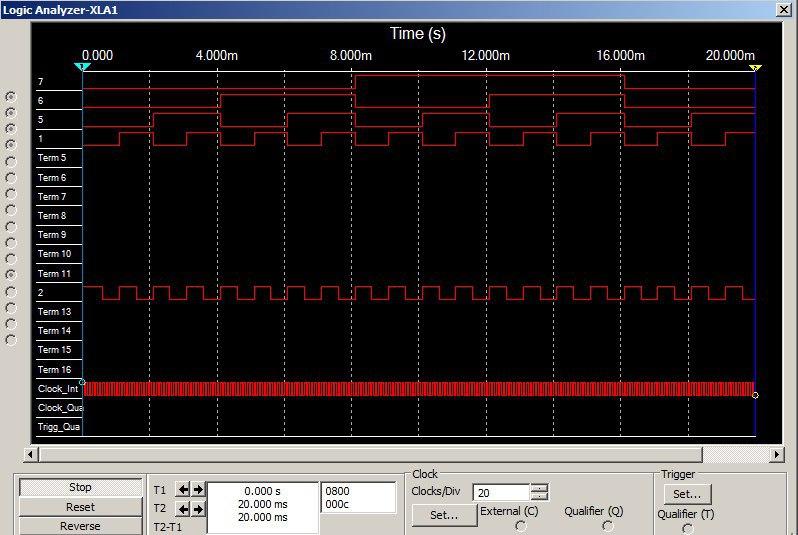 Logic Analyzer-XLA1
Time (s)
0.000 4.000m 8.000m 12.000m 16.000m 20.000m
7
6
5
1
Term 5
Term 6
Term 7
Term 8
Term 9
Term 10
Term 11
2
Term 13
Term 14
Term 15
Term 16
Clock_Int
Clock_Qua
Trigg_Qua
Stop
Reset
Reverse
T1 0.000 s 0800
T2 20.000 ms 000c
T2-T1 20.000 ms
Clock
Clocks/Div 20
Set... External (C) Qualifier (Q)
Trigger
Set...
Qualifier (T)